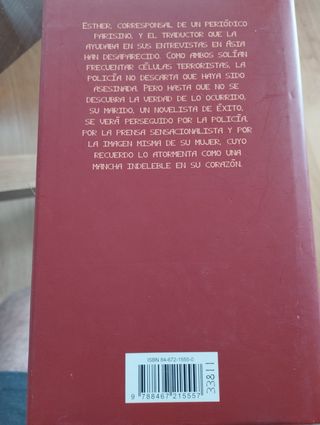 ESTHER, CORRESPONSAL DE UN PERIÓDICO
PARISINO, Y EL TRADUCTOR QUE LA
AYUDABA EN SUS ENTREVISTAS EN ASIA
HAN DESAPARECIDO. COMO AMBOS SOLÍAN
FRECUENTAR CÉLULAS TERRORISTAS, LA
POLICÍA NO DESCARTA QUE HAYA SIDO
ASESINADA. PERO HASTA QUE NO SE
DESCUBRA LA VERDAD DE LO OCURRIDO,
SU MARIDO, UN NOVELISTA DE ÉXITO,
SE VERÁ PERSEGUIDO POR LA POLICÍA,
POR LA PRENSA SENSACIONALISTA Y POR
LA IMAGEN MISMA DE SU MUJER, CUYO
RECUERDO LO ATORMENTA COMO UNA
MANCHA INDELEBLE EN SU CORAZÓN.
ISBN 84-672-1555-0
9 788467 215557
33811